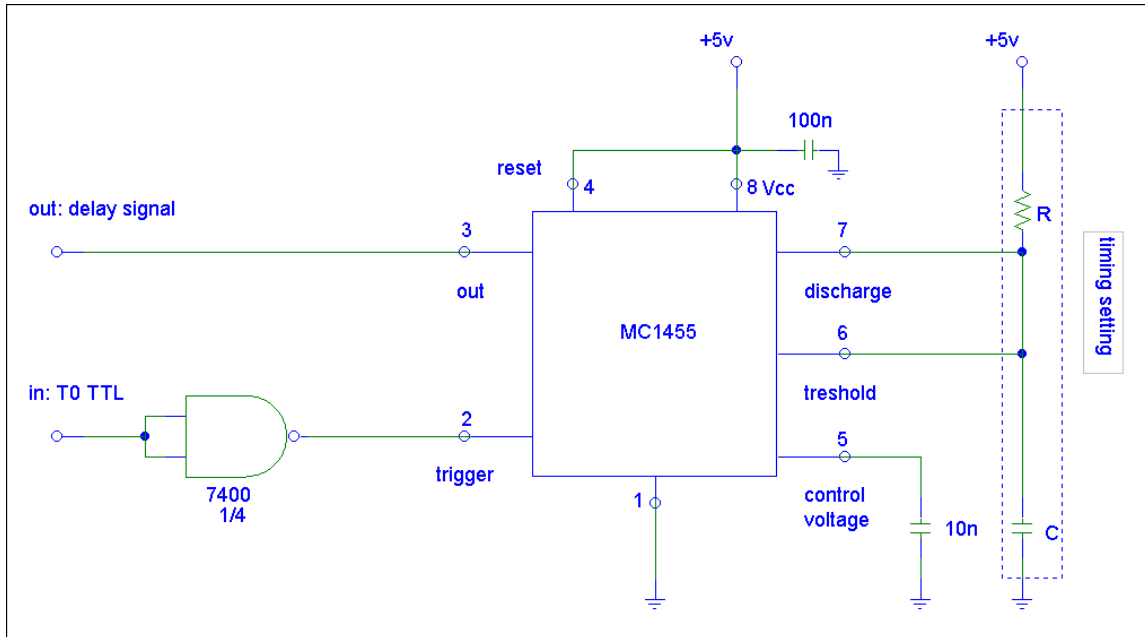 +5v
+5v
100n
reset
4
8 Vcc
out: delay signal
3
7
R
out
discharge
timing setting
MC1455
6
in: T0 TTL
treshold
2
5
trigger
7400
1/4
1
control
voltage
10n
C